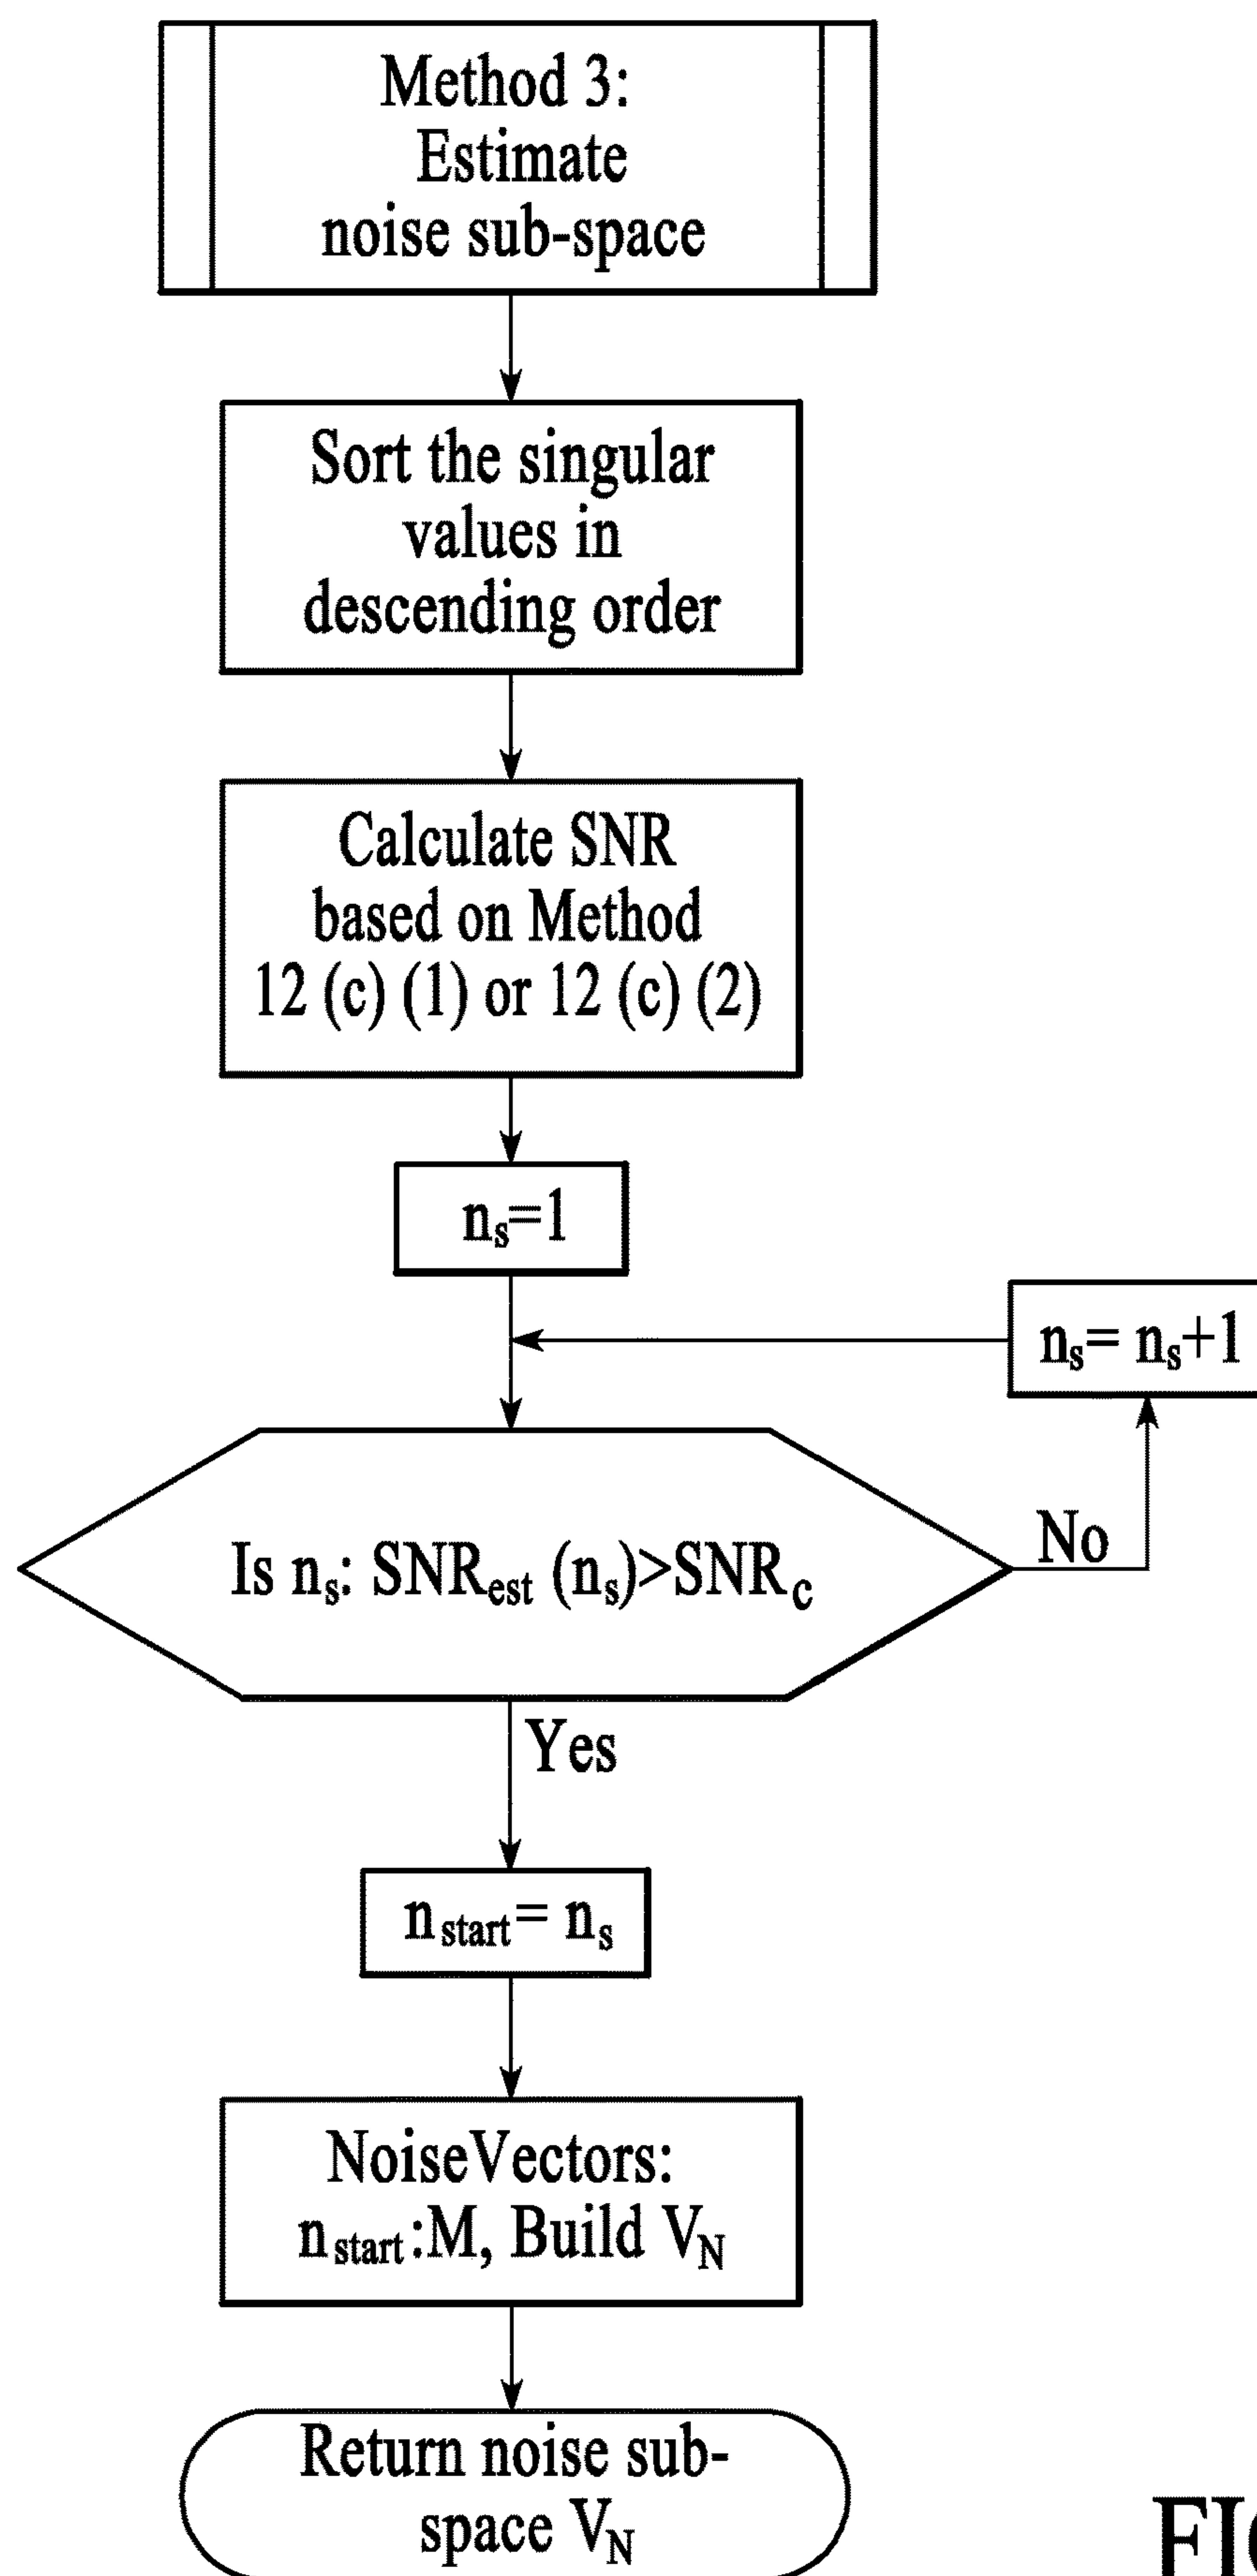 Method 3:
Estimate
noise sub-space
Sort the singular
values in
descending order
Calculate SNR
based on Method
12 (c) (1) or 12 (c) (2)
nₛ=1
nₛ= nₛ+1
Is nₛ: SNRest (nₛ)>SNRc
No
Yes
nstart= nₛ
NoiseVectors:
nstart:M, Build VN
Return noise sub-
space VN